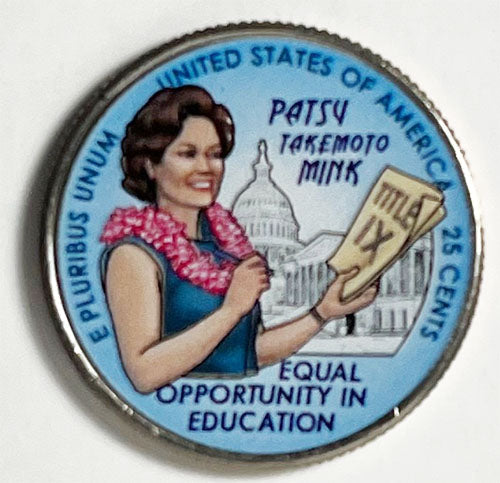 UNITED STATES OF AMERICA
E PLURIBUS UNUM
PATSY
TAKEMOTO
MINK
TITLE
IX
25 CENTS
EQUAL
OPPORTUNITY IN
EDUCATION